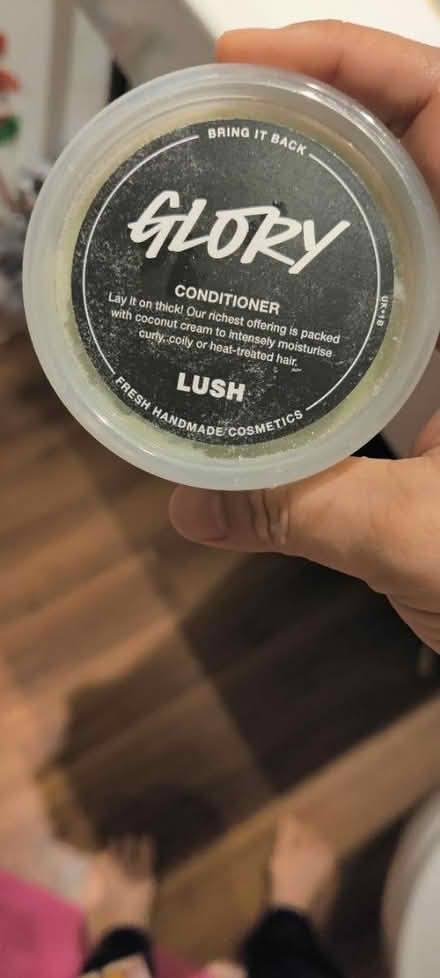 BRING IT BACK
GLORY
CONDITIONER
Lay it on thick! Our richest offering is packed
with coconut cream to intensely moisturise
curly, coily or heat-treated hair.
LUSH
FRESH HANDMADE COSMETICS